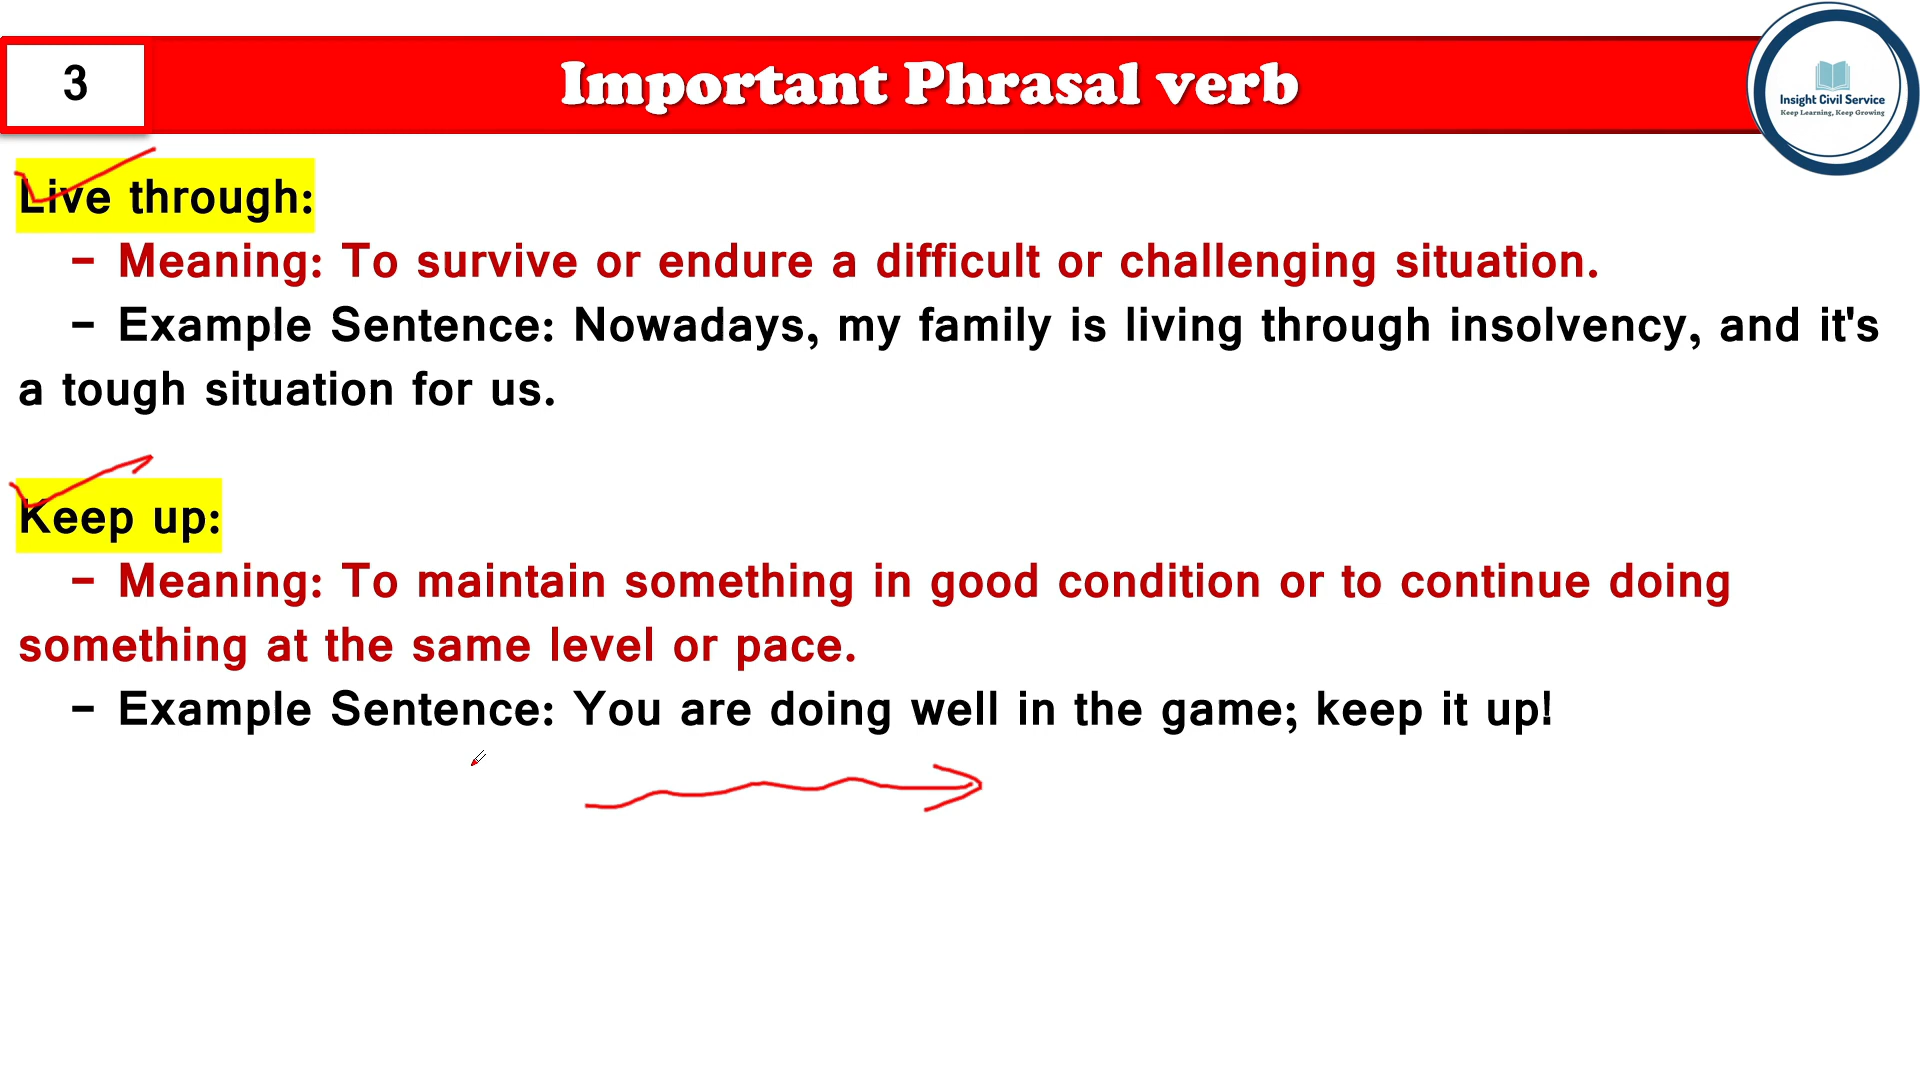 3
Important Phrasal verb
Insight Civil Service
Keep Learning, Keep Growing
Live through:
- Meaning: To survive or endure a difficult or challenging situation.
- Example Sentence: Nowadays, my family is living through insolvency, and it's
a tough situation for us.
Keep up:
- Meaning: To maintain something in good condition or to continue doing
something at the same level or pace.
- Example Sentence: You are doing well in the game; keep it up!